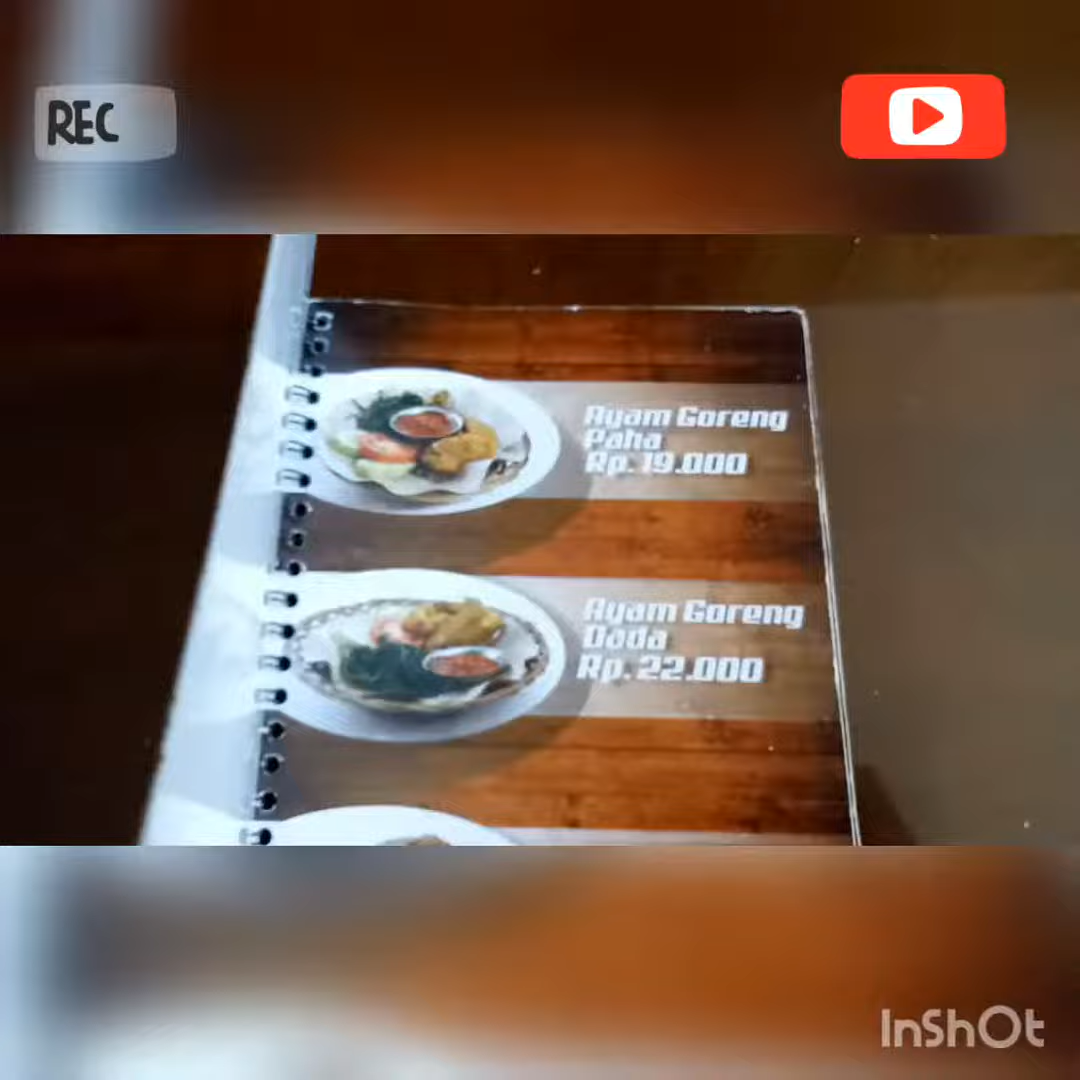 REC
Ayam Goreng
Paha
Rp. 19.000
Ayam Goreng
Dada
Rp. 22.000
InShOt